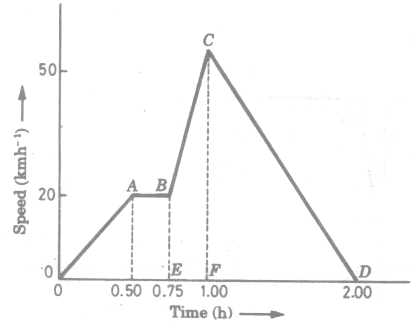 C
50
Speed (kmh⁻¹)
A
B
20
0
E
F
D
0
0.50
0.75
1.00
2.00
Time (h)